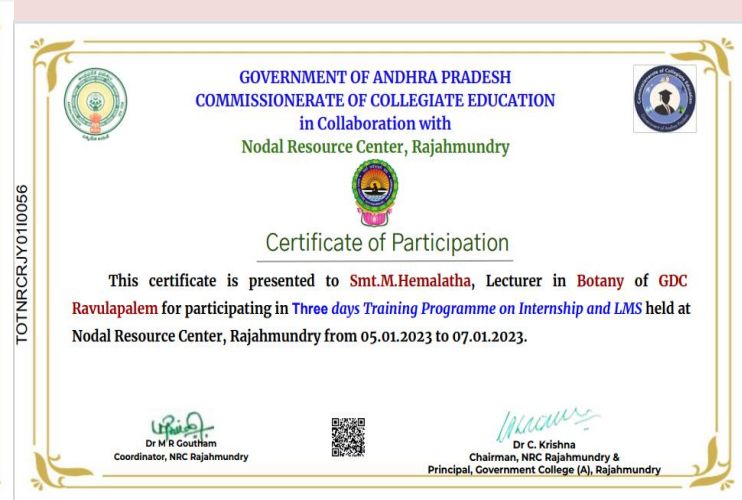 GOVERNMENT OF ANDHRA PRADESH
COMMISSIONERATE OF COLLEGIATE EDUCATION
in Collaboration with
Nodal Resource Center, Rajahmundry
Certificate of Participation
This certificate is presented to Smt.M.Hemalatha, Lecturer in Botany of GDC
Ravulapalem for participating in Three days Training Programme on Internship and LMS held at
Nodal Resource Center, Rajahmundry from 05.01.2023 to 07.01.2023.
TOTNRCRJY01I0056
Dr M R Goutham
Coordinator, NRC Rajahmundry
Dr C. Krishna
Chairman, NRC Rajahmundry &
Principal, Government College (A), Rajahmundry